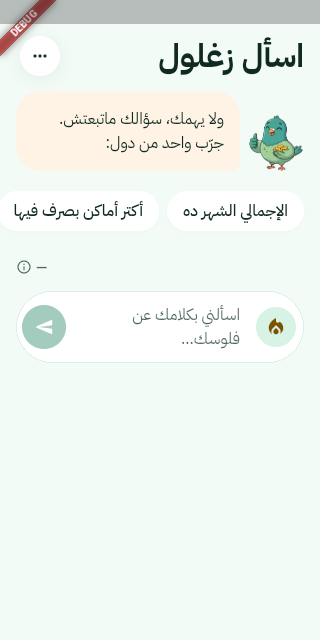 DEBUG
اسأل زغلول
ولا يهمك، سؤالك ماتبعتش.
جرّب واحد من دول:
الإجمالي الشهر ده
أكتر أماكن بصرف فيها
—
اسألني بكلامك عن
فلوسك...